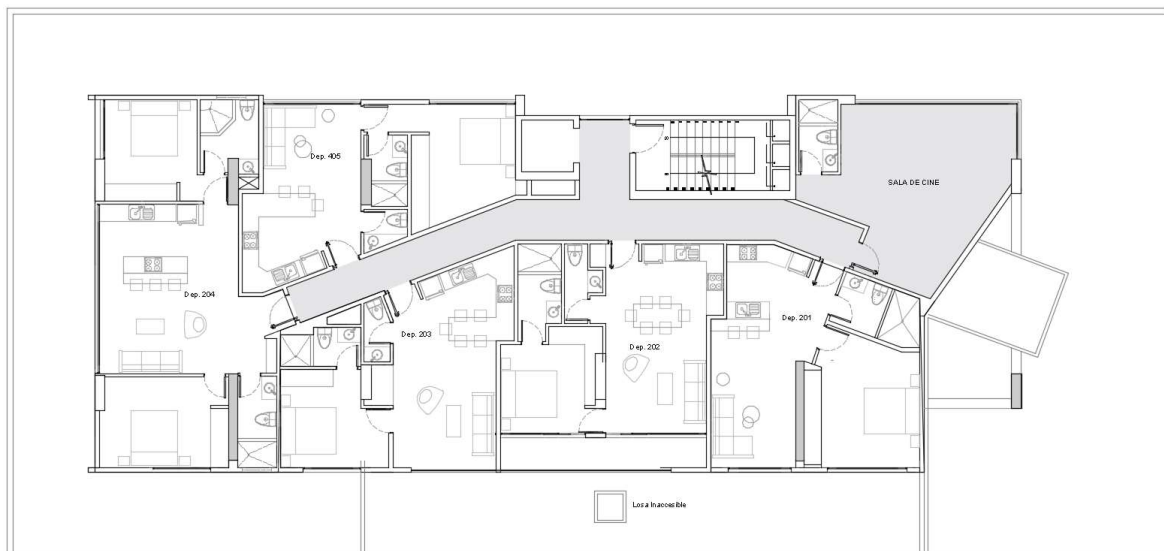 Dep. 405
SALA DE CINE
Dep. 204
Dep. 201
Dep. 203
Dep. 202
Losa Inaccesible